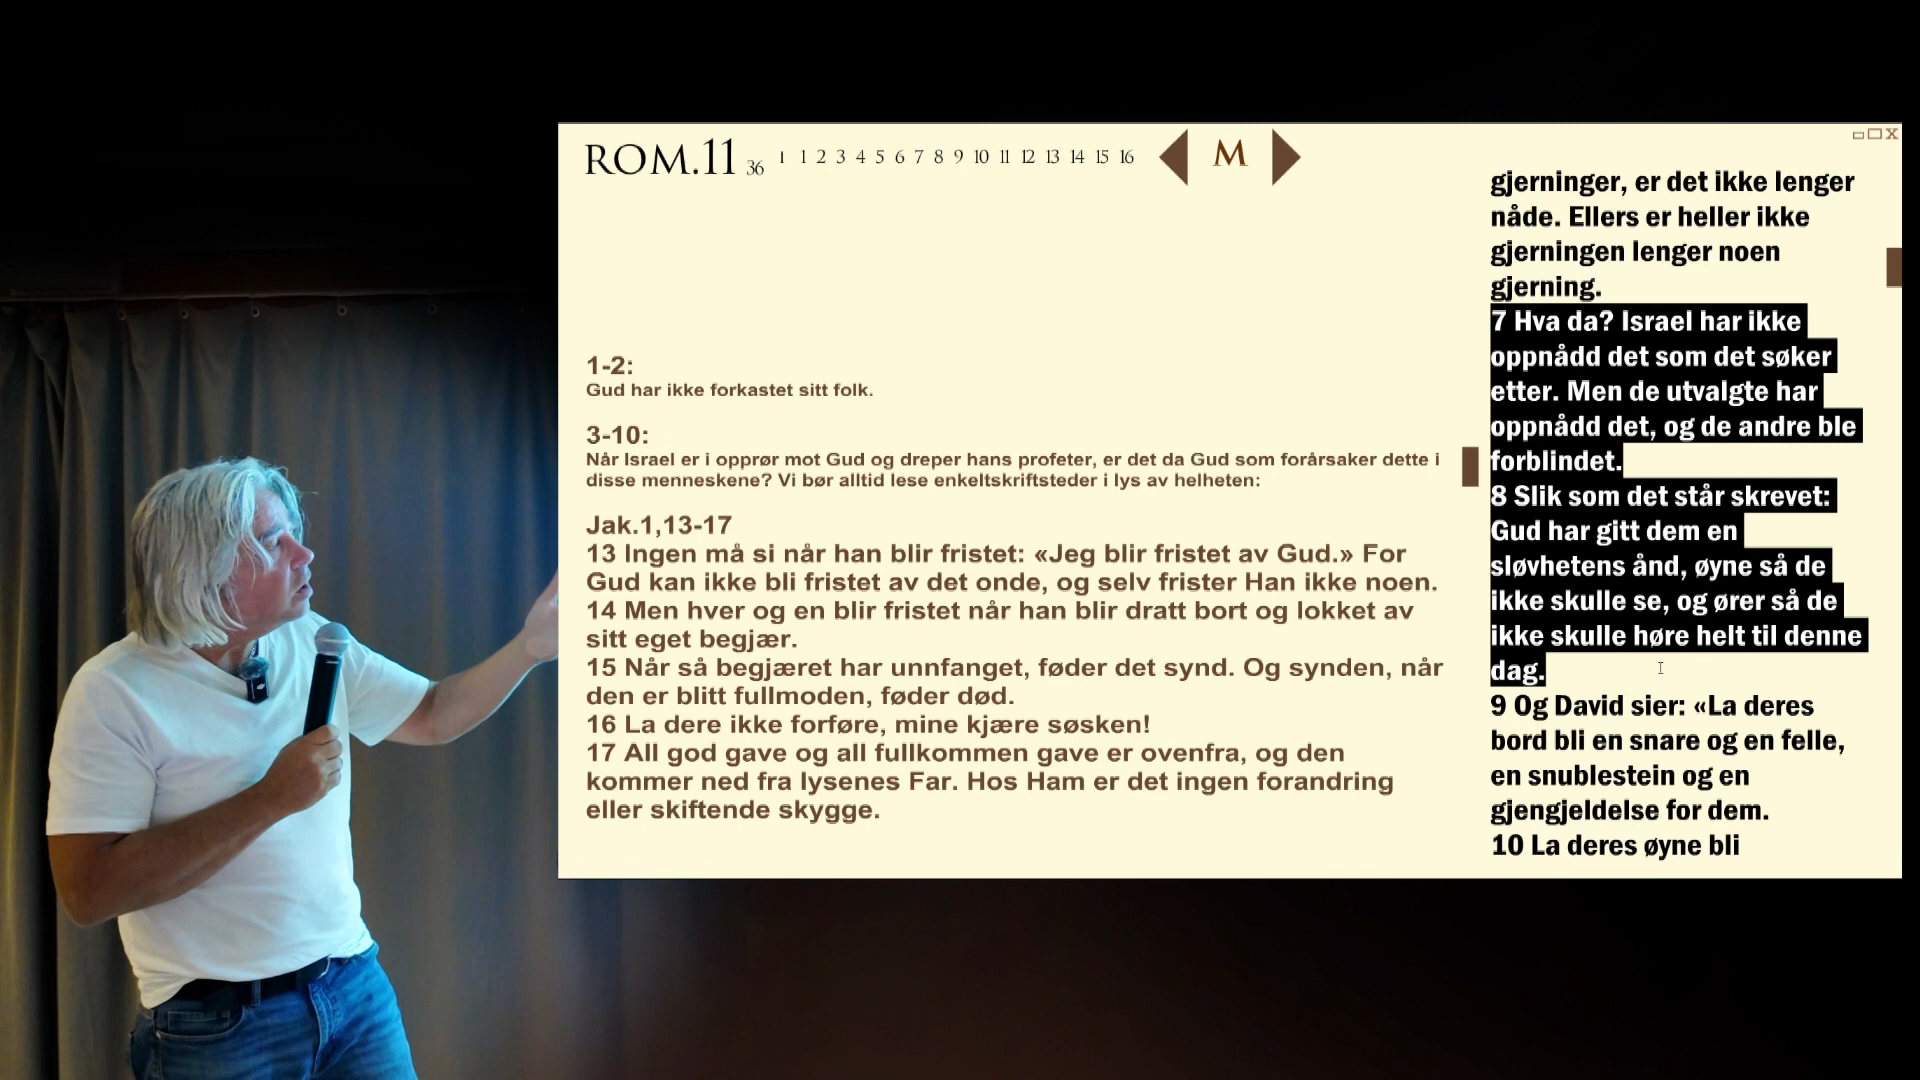 ROM.11 36 1 1 2 3 4 5 6 7 8 9 10 11 12 13 14 15 16 M
1-2:
Gud har ikke forkastet sitt folk.
3-10:
Når Israel er i opprør mot Gud og dreper hans profeter, er det da Gud som forårsaker dette i
disse menneskene? Vi bør alltid lese enkeltskriftsteder i lys av helheten:
Jak.1,13-17
13 Ingen må si når han blir fristet: «Jeg blir fristet av Gud.» For
Gud kan ikke bli fristet av det onde, og selv frister Han ikke noen.
14 Men hver og en blir fristet når han blir dratt bort og lokket av
sitt eget begjær.
15 Når så begjæret har unnfanget, føder det synd. Og synden, når
den er blitt fullmoden, føder død.
16 La dere ikke forføre, mine kjære søsken!
17 All god gave og all fullkommen gave er ovenfra, og den
kommer ned fra lysenes Far. Hos Ham er det ingen forandring
eller skiftende skygge.
gjerninger, er det ikke lenger
nåde. Ellers er heller ikke
gjerningen lenger noen
gjerning.
7 Hva da? Israel har ikke
oppnådd det som det søker
etter. Men de utvalgte har
oppnådd det, og de andre ble
forblindet.
8 Slik som det står skrevet:
Gud har gitt dem en
sløvhetens ånd, øyne så de
ikke skulle se, og ører så de
ikke skulle høre helt til denne
dag.
9 Og David sier: «La deres
bord bli en snare og en felle,
en snublestein og en
gjengjeldelse for dem.
10 La deres øyne bli